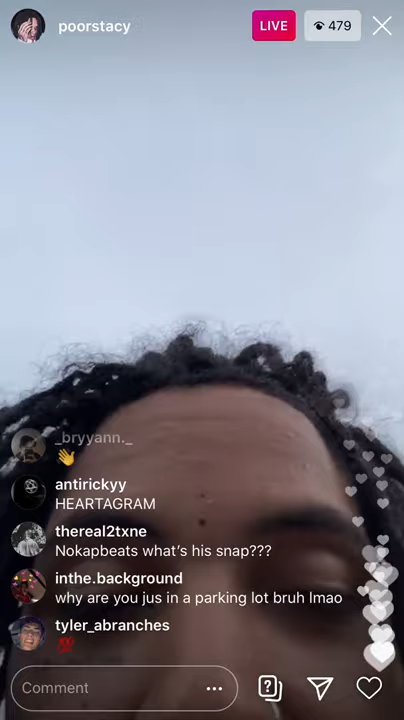 poorstacy
LIVE
479
_bryyann._
👋
antirickyy
HEARTAGRAM
thereal2txne
Nokapbeats what's his snap???
inthe.background
why are you jus in a parking lot bruh lmao
tyler_abranches
💯
Comment